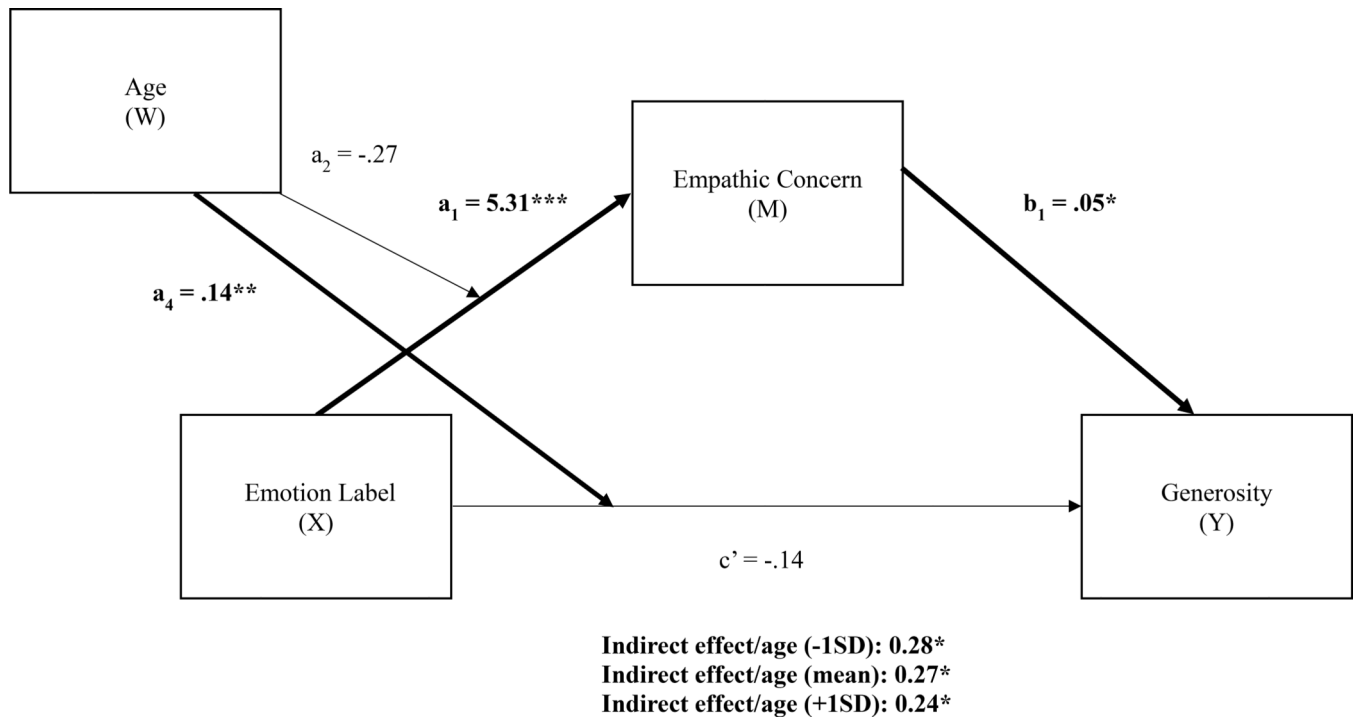 Age
(W)
a2 = -.27
Empathic Concern
(M)
a1 = 5.31***
b1 = .05*
a4 = .14**
Emotion Label
(X)
Generosity
(Y)
c’ = -.14
Indirect effect/age (-1SD): 0.28*
Indirect effect/age (mean): 0.27*
Indirect effect/age (+1SD): 0.24*